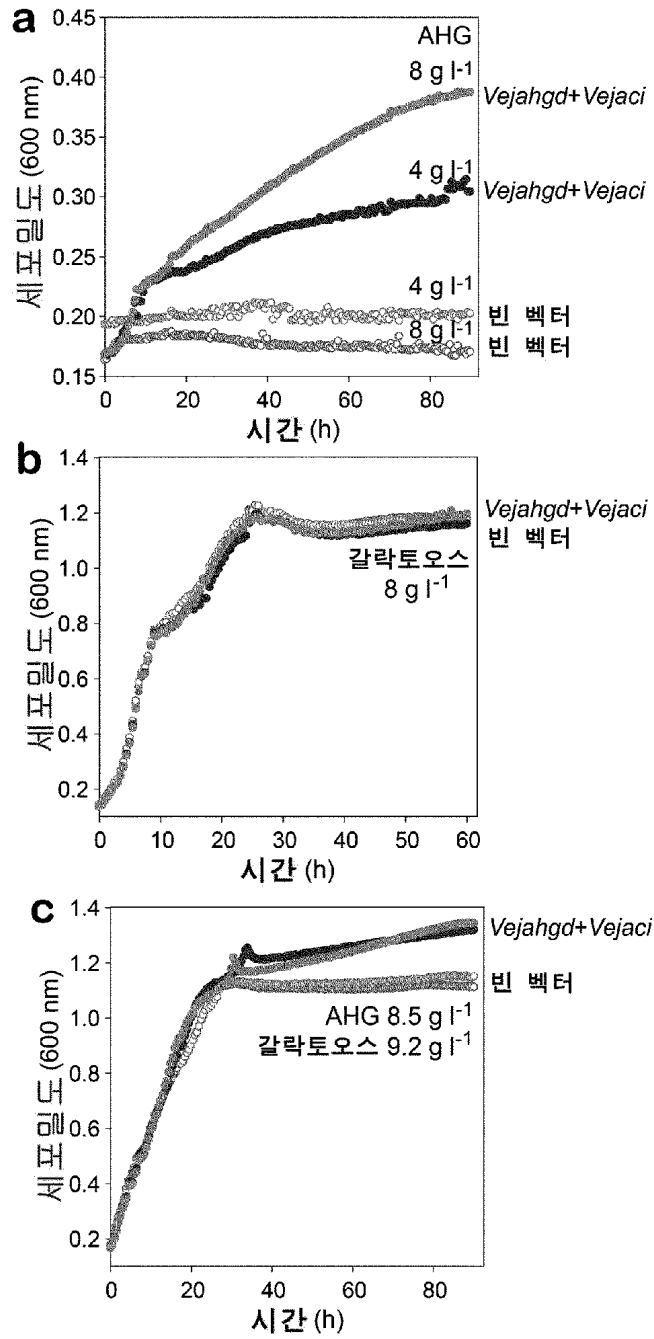 a
세포밀도 (600 nm)
0.45
0.40
0.35
0.30
0.25
0.20
0.15
AHG
8 g l-1
Vejahgd+Vejaci
4 g l-1
Vejahgd+Vejaci
4 g l-1
빈 벡터
8 g l-1
빈 벡터
0 20 40 60 80
시간 (h)
b
세포밀도 (600 nm)
1.4
1.2
1.0
0.8
0.6
0.4
0.2
Vejahgd+Vejaci
빈 벡터
갈락토오스
8 g l-1
0 10 20 30 40 50 60
시간 (h)
c
세포밀도 (600 nm)
1.4
1.2
1.0
0.8
0.6
0.4
0.2
Vejahgd+Vejaci
빈 벡터
AHG 8.5 g l-1
갈락토오스 9.2 g l-1
0 20 40 60 80
시간 (h)